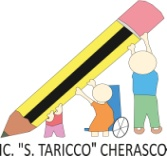 IC. "S. TARICCO" CHERASCO